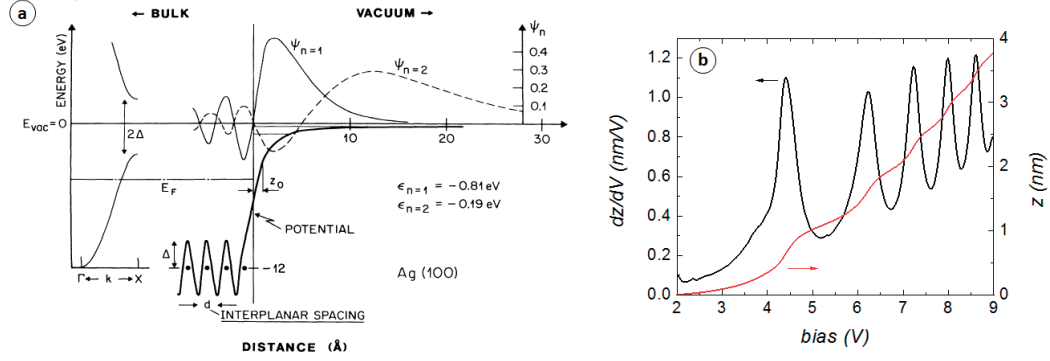 a
← BULK
VACUUM →
ENERGY (eV)
Evac=0
2Δ
EF
Δ
Γ ← k → X
d
INTERPLANAR SPACING
DISTANCE (Å)
-12
z₀
POTENTIAL
ψn=1
ψn=2
ψn
0.4
0.3
0.2
0.1
10
20
30
εn=1 = -0.81 eV
εn=2 = -0.19 eV
Ag (100)
b
dz/dV (nm/V)
1.2
1.0
0.8
0.6
0.4
0.2
0.0
2 3 4 5 6 7 8 9
bias (V)
4
3
2
1
0
z (nm)